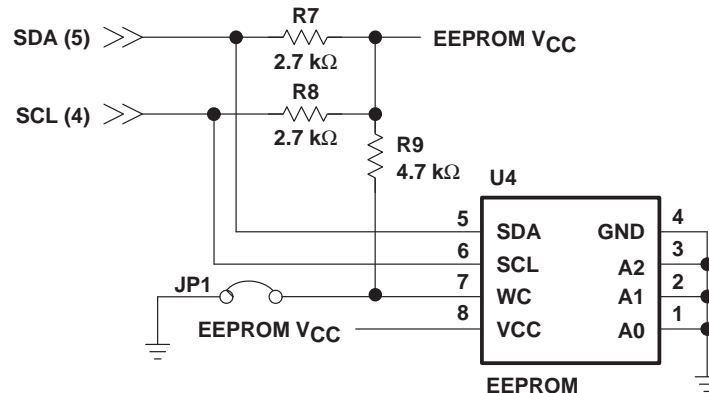 R7
SDA (5)
EEPROM VCC
2.7 kΩ
R8
SCL (4)
2.7 kΩ
R9
4.7 kΩ
U4
5 SDA GND 4
6 SCL A2 3
JP1
7 WC A1 2
EEPROM VCC 8 VCC A0 1
EEPROM